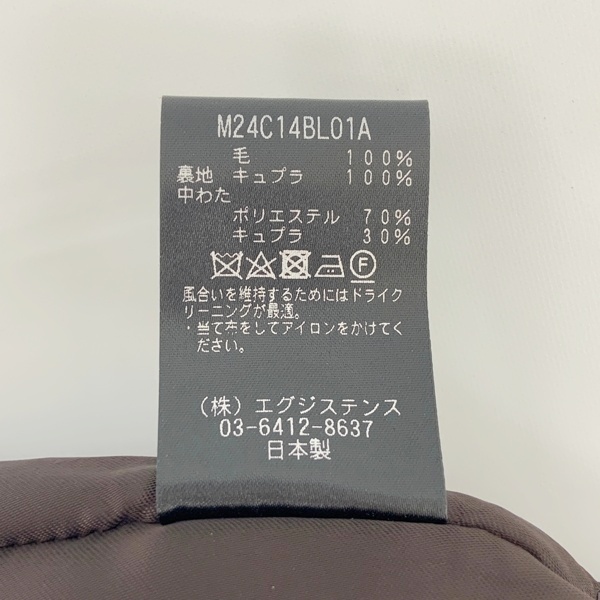 M24C14BL01A
毛 100%
裏地 キュプラ 100%
中わた
ポリエステル 70%
キュプラ 30%
F
風合いを維持するためにはドライク
リーニングが最適。
・当て布をしてアイロンをかけてく
ださい。
(株)エグジステンス
03-6412-8637
日本製